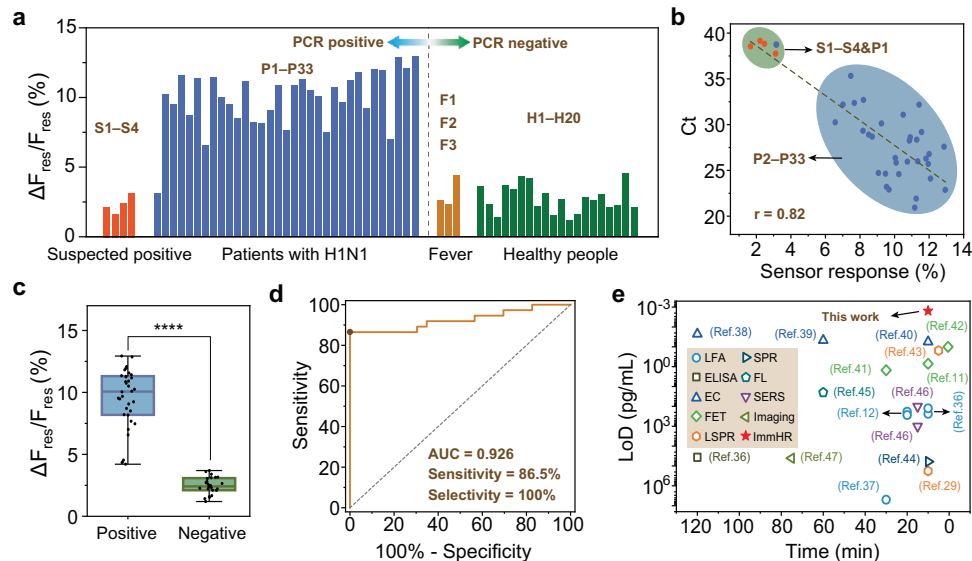 a
ΔF_res/F_res (%)
15
10
5
0
PCR positive
PCR negative
P1–P33
S1–S4
F1
F2
F3
H1–H20
Suspected positive
Patients with H1N1
Fever
Healthy people
b
Ct
40
35
30
25
20
S1–S4&P1
P2–P33
r = 0.82
0 2 4 6 8 10 12 14
Sensor response (%)
c
ΔF_res/F_res (%)
15
10
5
0
****
Positive Negative
d
Sensitivity
100
80
60
40
20
0
AUC = 0.926
Sensitivity = 86.5%
Selectivity = 100%
0 20 40 60 80 100
100% - Specificity
e
LoD (pg/mL)
10-3
100
103
106
This work
(Ref.42)
(Ref.38)
(Ref.39)
(Ref.40)
(Ref.43)
(Ref.41)
(Ref.11)
(Ref.45)
(Ref.46)
(Ref.36)
(Ref.12)
(Ref.46)
(Ref.36)
(Ref.47)
(Ref.44)
(Ref.37)
(Ref.29)
LFA SPR
ELISA FL
EC SERS
FET Imaging
LSPR ImmHR
120 100 80 60 40 20 0
Time (min)